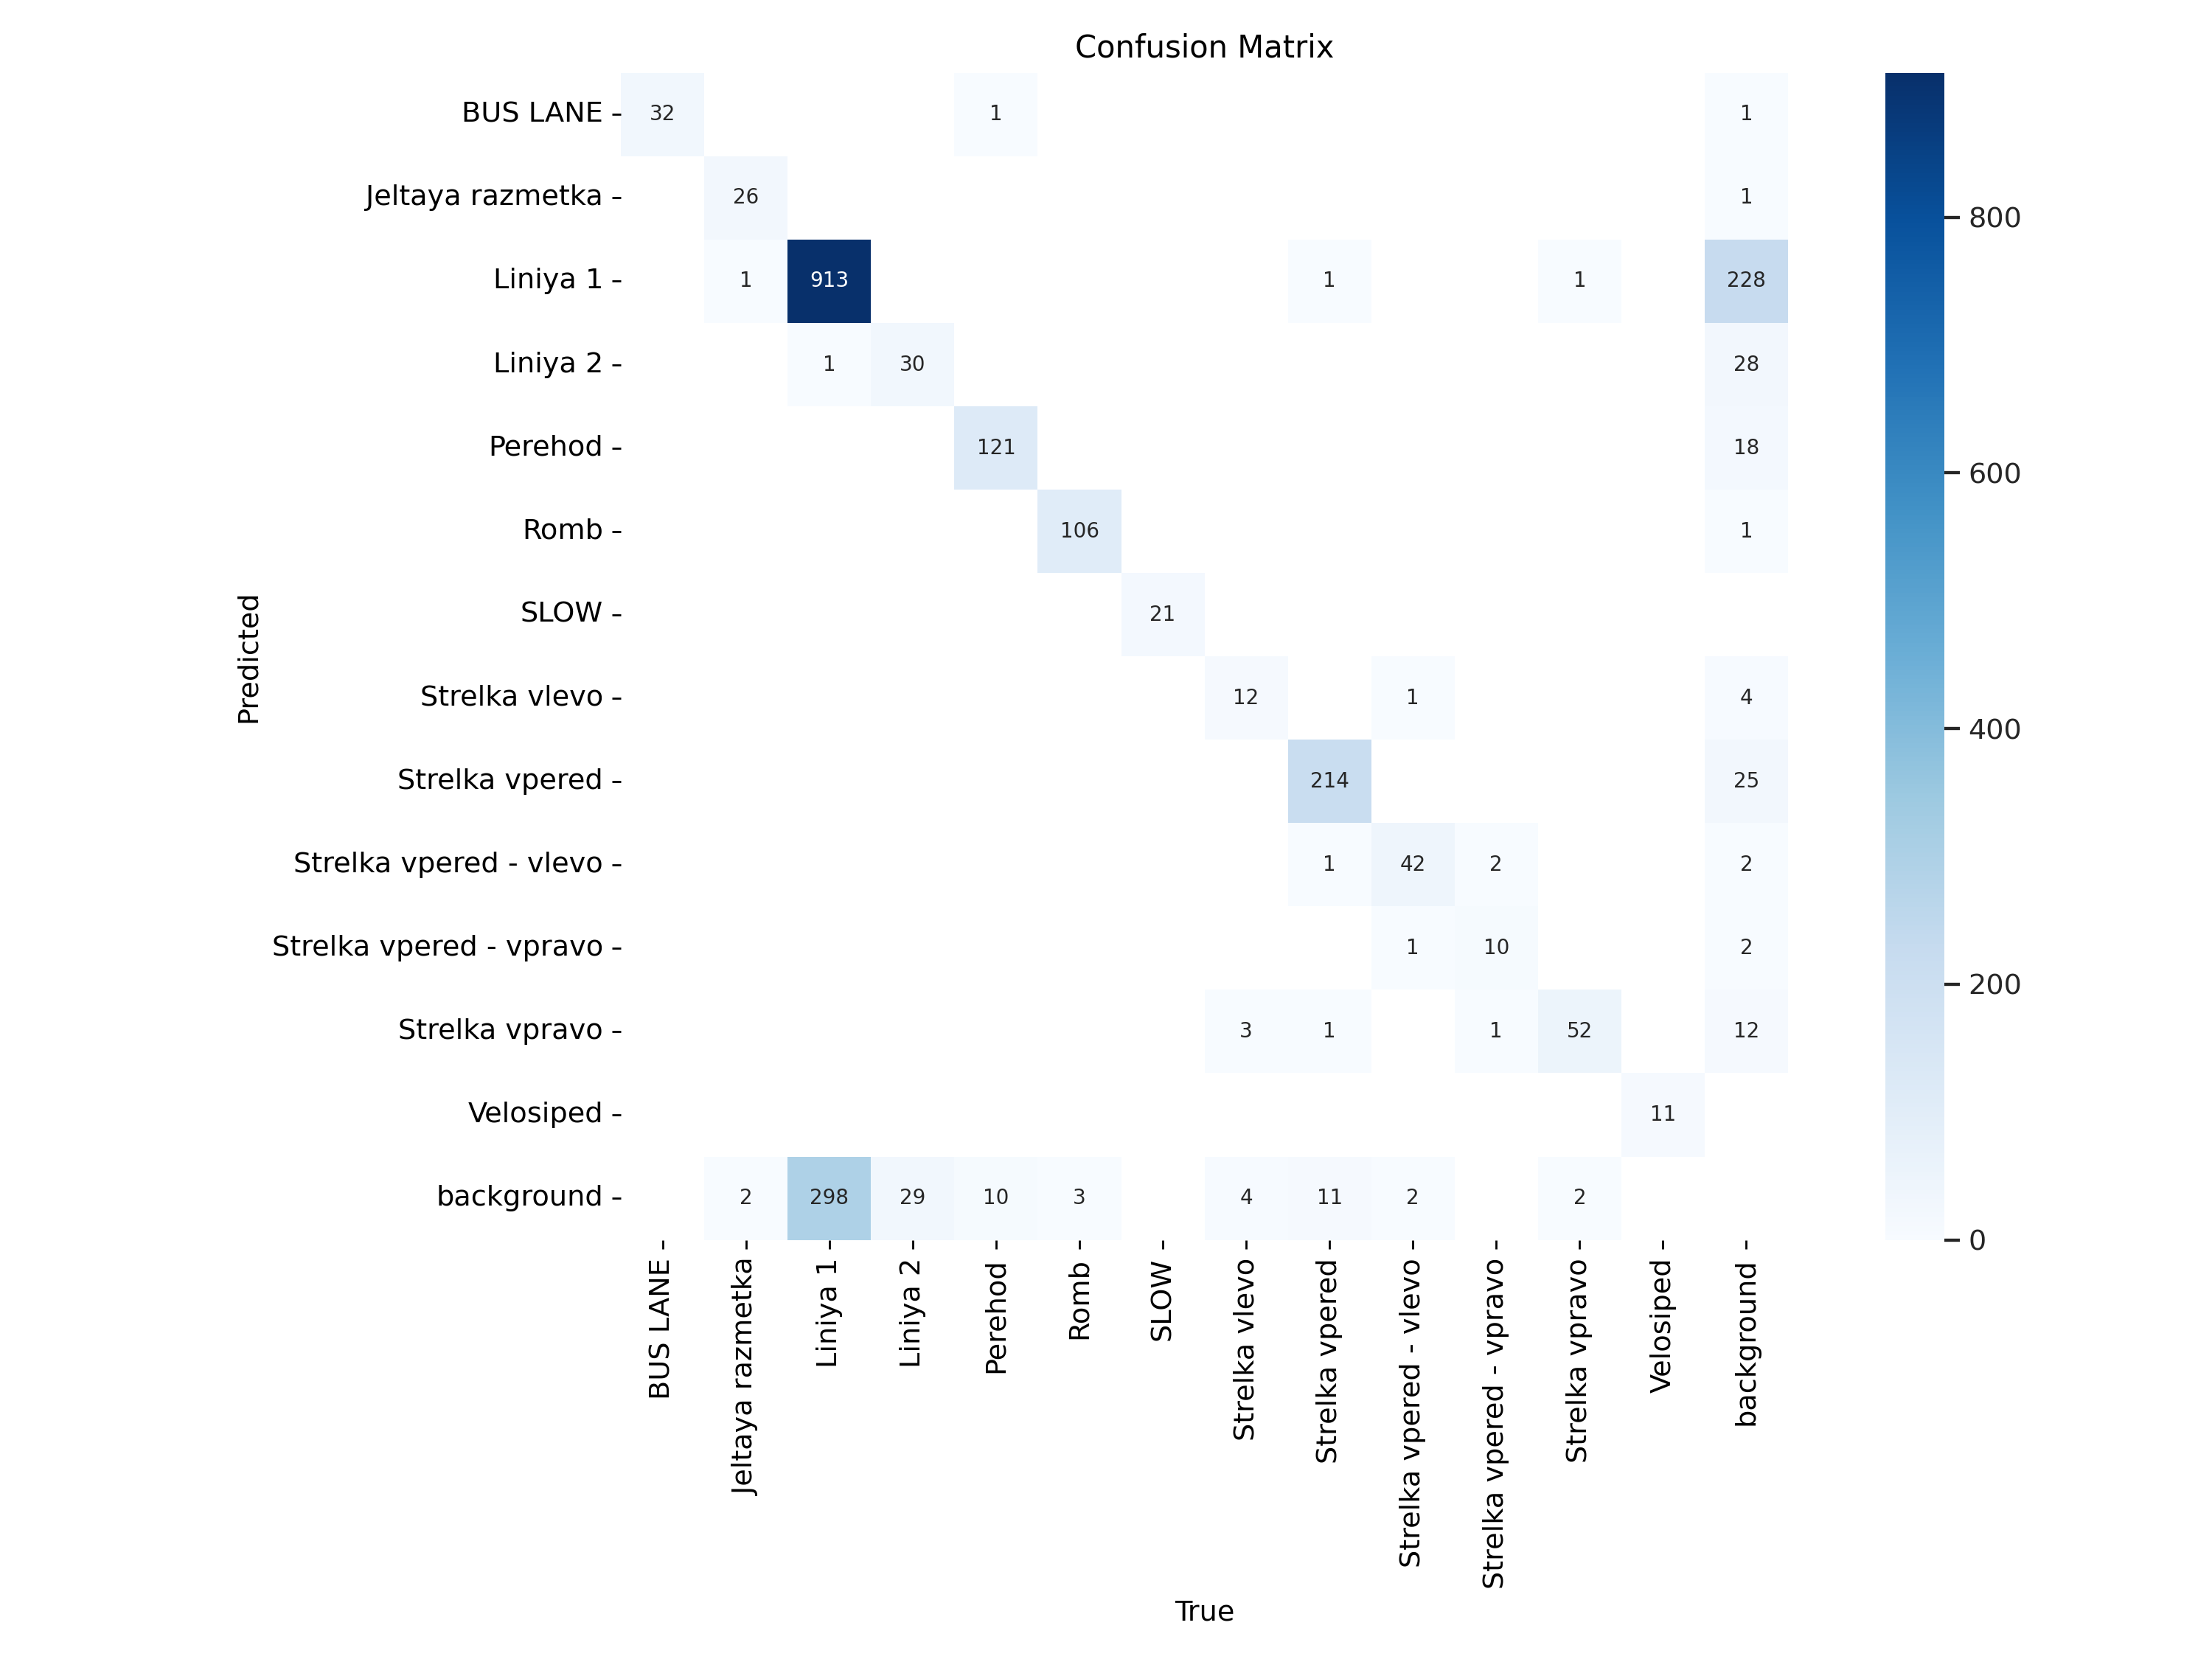 Confusion Matrix
BUS LANE 32 1 1
Jeltaya razmetka 26 1
Liniya 1 1 913 1 1 228
Liniya 2 1 30 28
Perehod 121 18
Romb 106 1
SLOW 21
Strelka vlevo 12 1 4
Strelka vpered 214 25
Strelka vpered - vlevo 1 42 2 2
Strelka vpered - vpravo 1 10 2
Strelka vpravo 3 1 1 52 12
Velosiped 11
background 2 298 29 10 3 4 11 2 2
Predicted
BUS LANE
Jeltaya razmetka
Liniya 1
Liniya 2
Perehod
Romb
SLOW
Strelka vlevo
Strelka vpered
Strelka vpered - vlevo
Strelka vpered - vpravo
Strelka vpravo
Velosiped
background
True
800
600
400
200
0